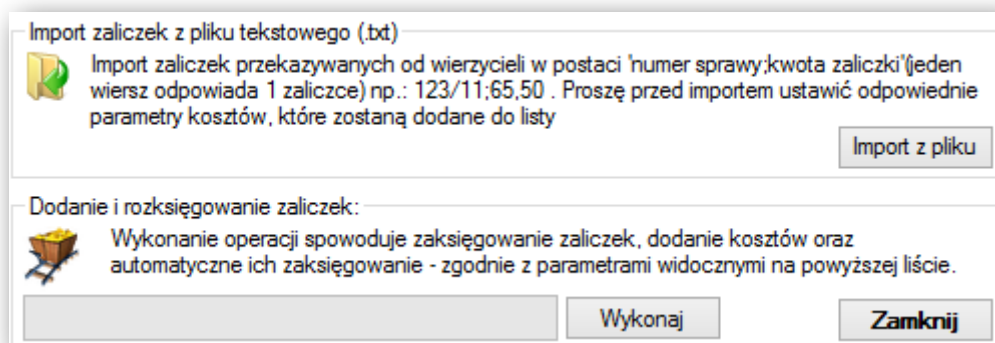 Import zaliczek z pliku tekstowego (.txt)
Import zaliczek przekazywanych od wierzycieli w postaci 'numer sprawy;kwota zaliczki'(jeden
wiersz odpowiada 1 zaliczce) np.: 123/11;65,50 . Proszę przed importem ustawić odpowiednie
parametry kosztów, które zostaną dodane do listy
Import z pliku
Dodanie i rozksięgowanie zaliczek:
Wykonanie operacji spowoduje zaksięgowanie zaliczek, dodanie kosztów oraz
automatyczne ich zaksięgowanie - zgodnie z parametrami widocznymi na powyższej liście.
Wykonaj
Zamknij